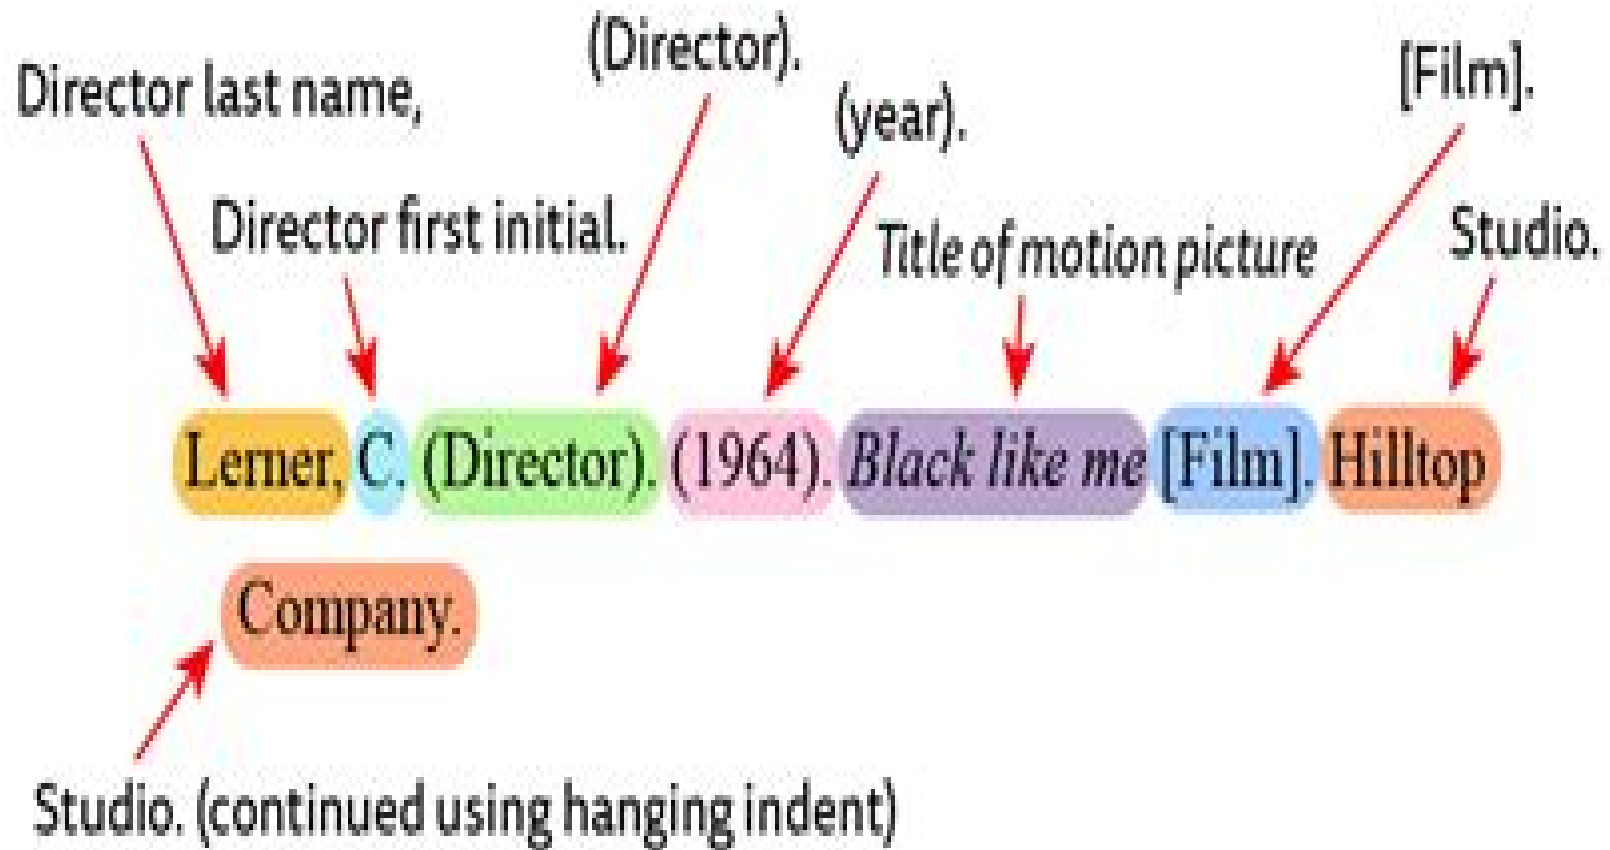 (Director).
Director last name,
(year).
[Film].
Director first initial.
Title of motion picture
Studio.
Lerner, C. (Director). (1964). Black like me [Film]. Hilltop
Company.
Studio. (continued using hanging indent)